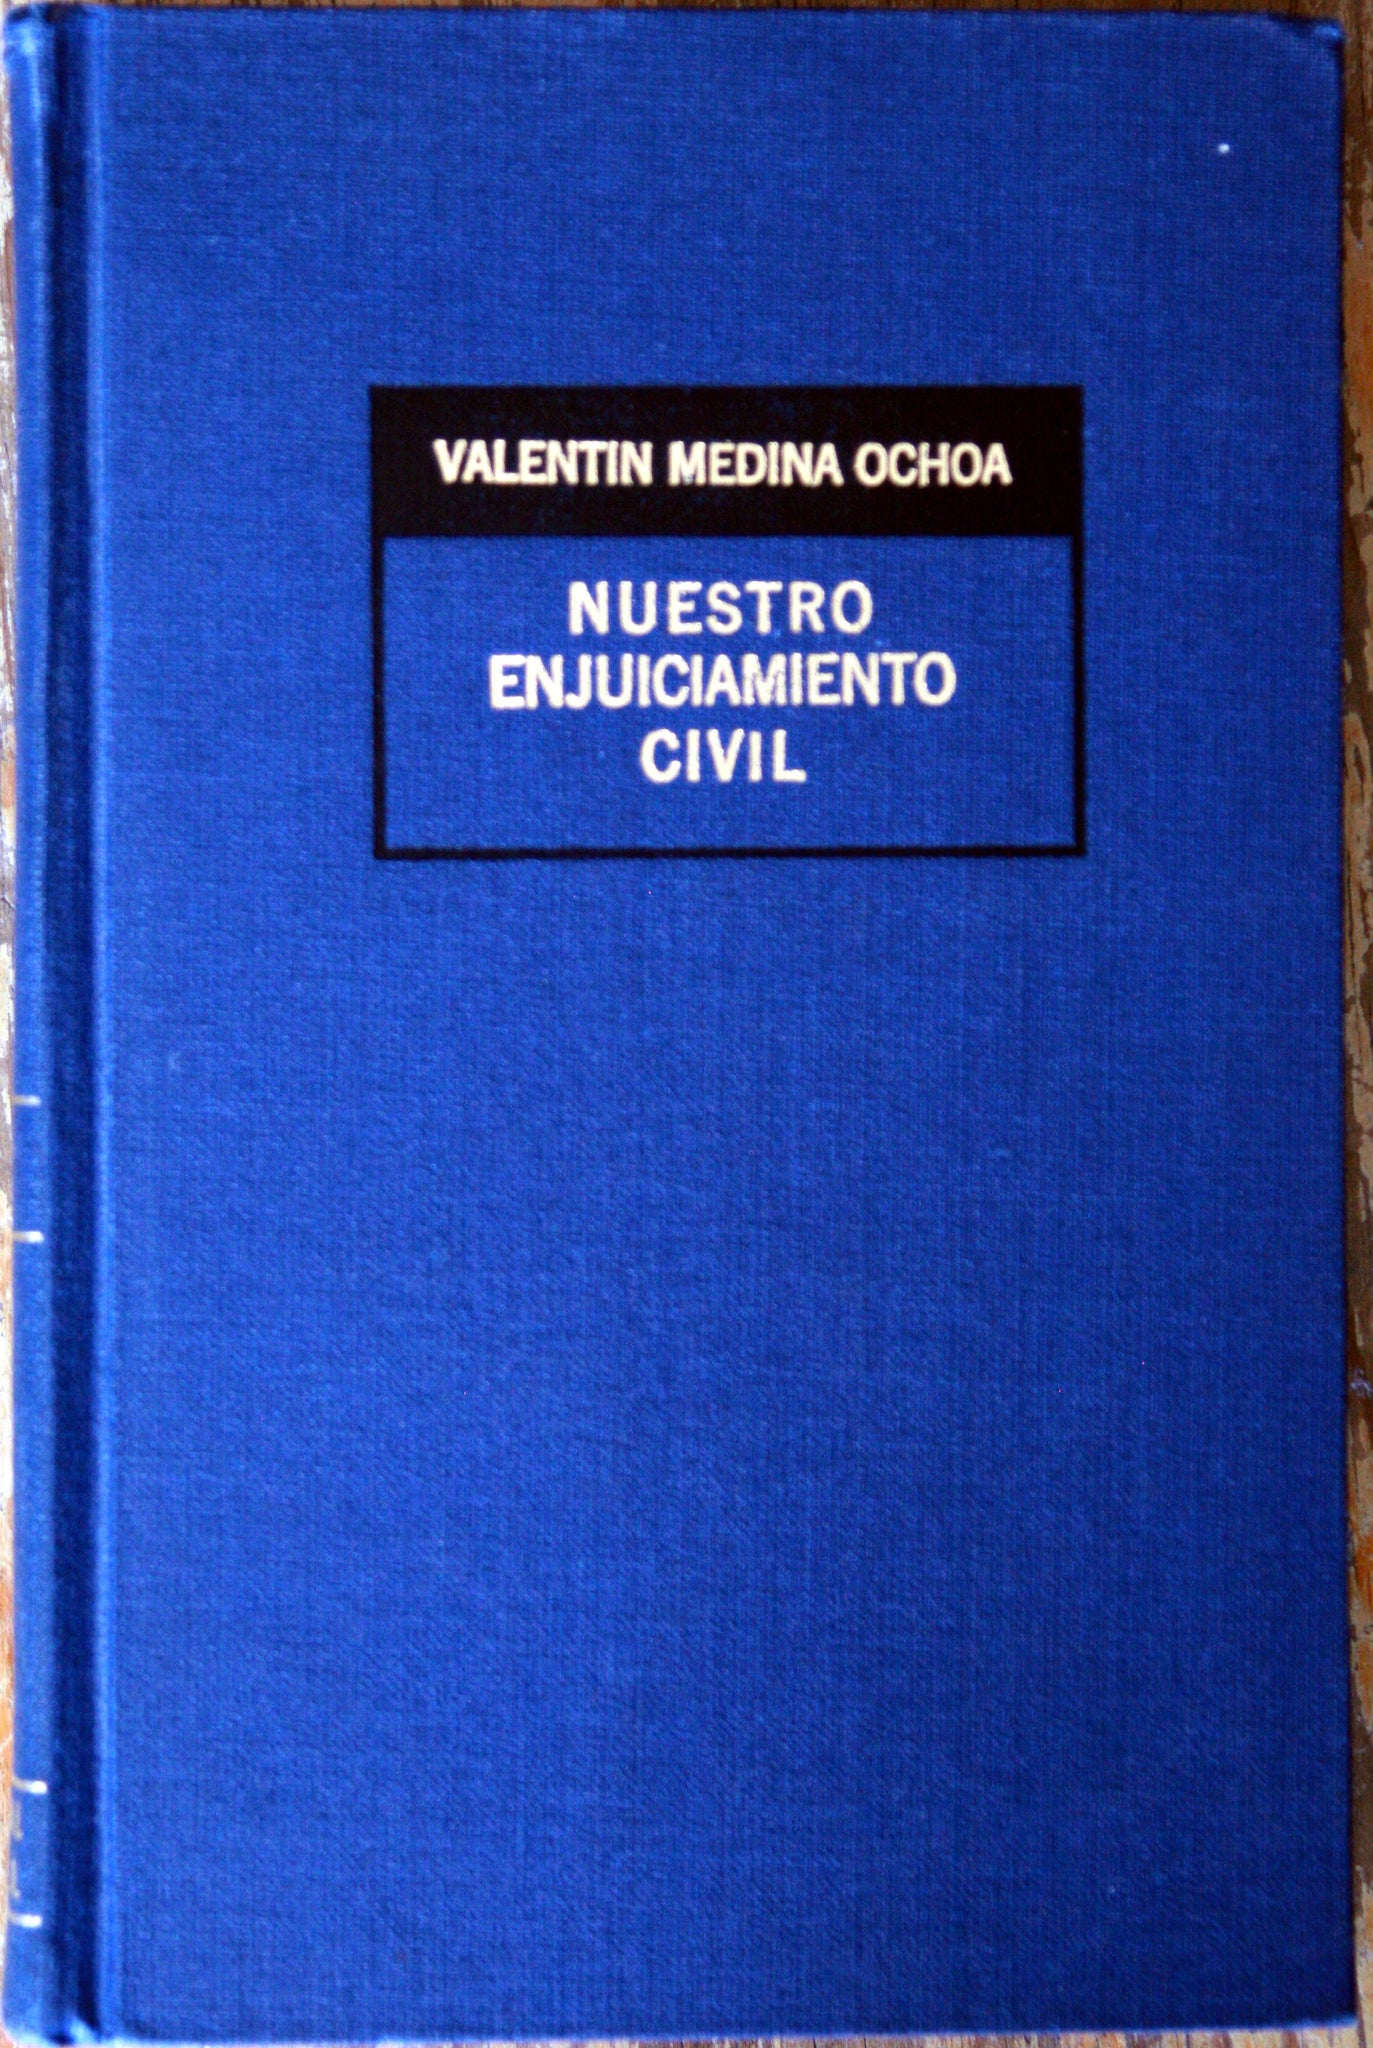 VALENTIN MEDINA OCHOA
NUESTRO
ENJUICIAMIENTO
CIVIL